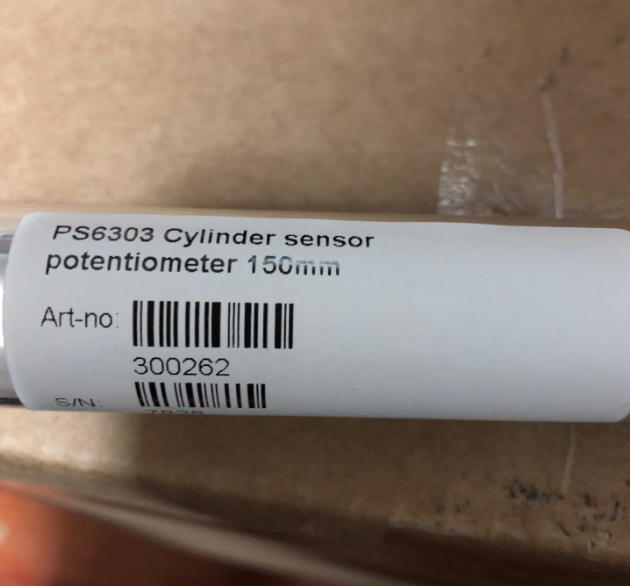 PS6303 Cylinder sensor
potentiometer 150mm
Art-no:
300262
S/N: